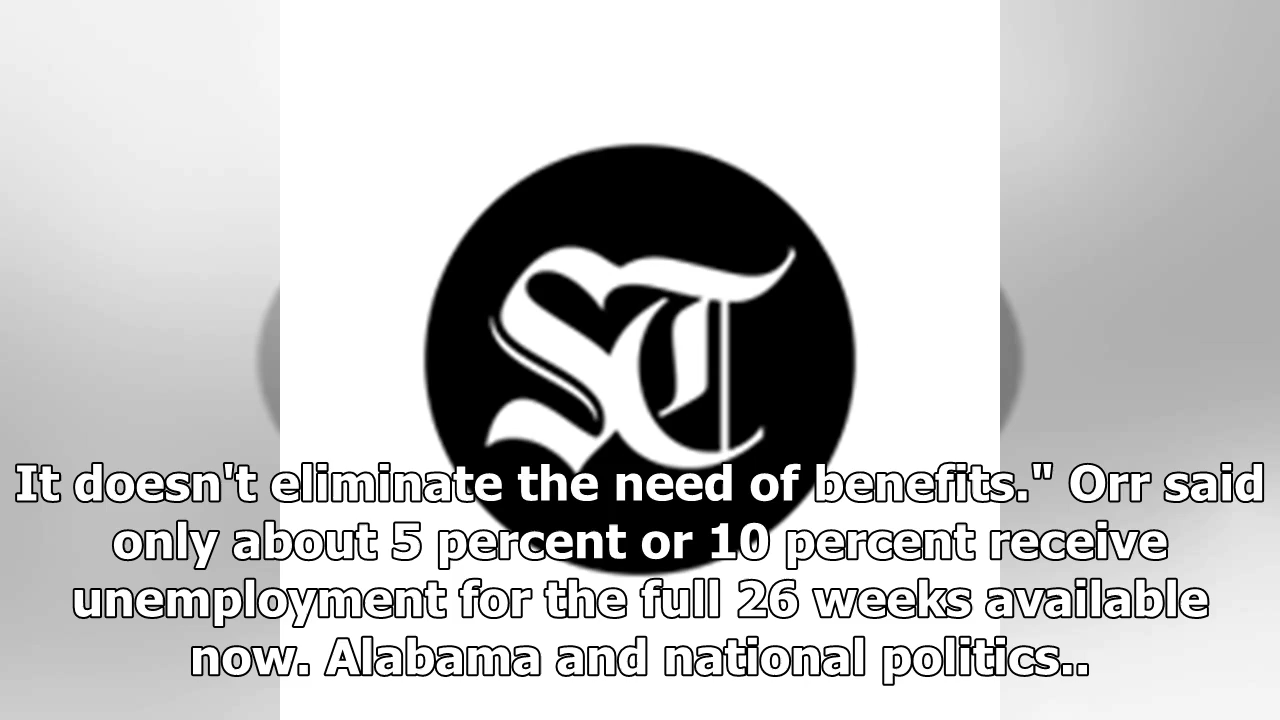 ST
It doesn't eliminate the need of benefits." Orr said
only about 5 percent or 10 percent receive
unemployment for the full 26 weeks available
now. Alabama and national politics..